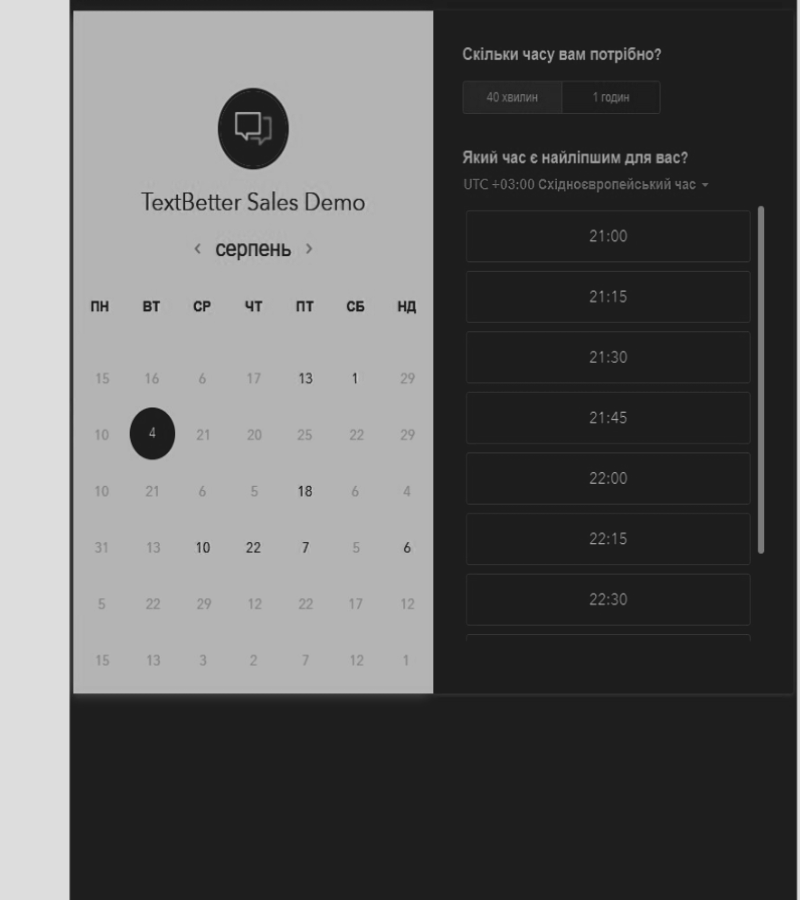 TextBetter Sales Demo
серпень
ПН ВТ СР ЧТ ПТ СБ НД
15 16 6 17 13 1 29
10 4 21 20 25 22 29
10 21 6 5 18 6 4
31 13 10 22 7 5 6
5 22 29 12 22 17 12
15 13 3 2 7 12 1
Скільки часу вам потрібно?
40 хвилин 1 годин
Який час є найліпшим для вас?
UTC +03:00 Східноєвропейський час
21:00
21:15
21:30
21:45
22:00
22:15
22:30